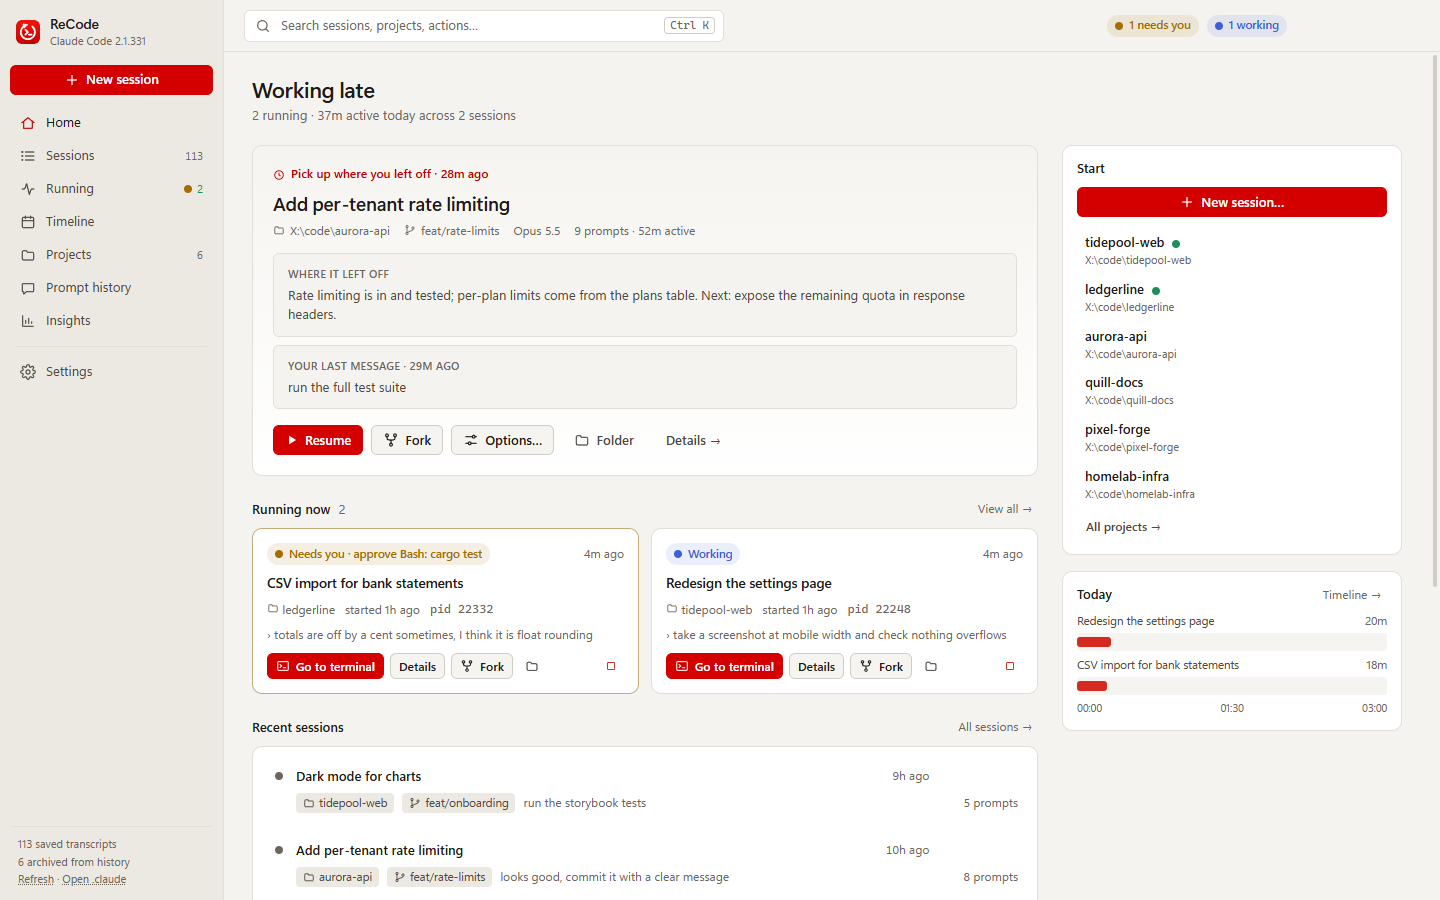 ReCode
Claude Code 2.1.331
New session
Home
Sessions 113
Running 2
Timeline
Projects 6
Prompt history
Insights
Settings
113 saved transcripts
6 archived from history
Refresh · Open .claude
Search sessions, projects, actions... Ctrl K
1 needs you
1 working
Working late
2 running · 37m active today across 2 sessions
Pick up where you left off · 28m ago
Add per-tenant rate limiting
X:\code\aurora-api feat/rate-limits Opus 5.5 9 prompts · 52m active
WHERE IT LEFT OFF
Rate limiting is in and tested; per-plan limits come from the plans table. Next: expose the remaining quota in response
headers.
YOUR LAST MESSAGE · 29M AGO
run the full test suite
Resume Fork Options... Folder Details →
Running now 2 View all →
Needs you · approve Bash: cargo test 4m ago
CSV import for bank statements
ledgerline started 1h ago pid 22332
› totals are off by a cent sometimes, I think it is float rounding
Go to terminal Details Fork
Working 4m ago
Redesign the settings page
tidepool-web started 1h ago pid 22248
› take a screenshot at mobile width and check nothing overflows
Go to terminal Details Fork
Recent sessions All sessions →
Dark mode for charts 9h ago
tidepool-web feat/onboarding run the storybook tests 5 prompts
Add per-tenant rate limiting 10h ago
aurora-api feat/rate-limits looks good, commit it with a clear message 8 prompts
Start
New session...
tidepool-web
X:\code\tidepool-web
ledgerline
X:\code\ledgerline
aurora-api
X:\code\aurora-api
quill-docs
X:\code\quill-docs
pixel-forge
X:\code\pixel-forge
homelab-infra
X:\code\homelab-infra
All projects →
Today Timeline →
Redesign the settings page 20m
CSV import for bank statements 18m
00:00 01:30 03:00